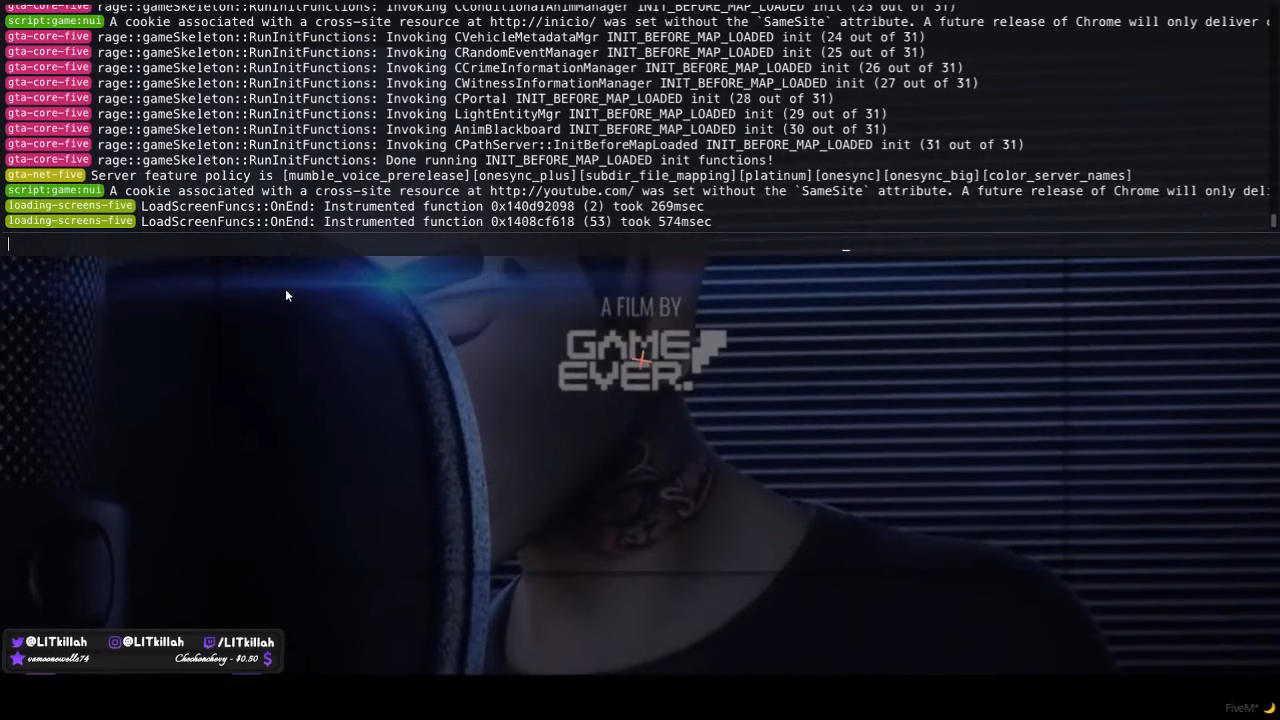 gta-core-five rage::gameSkeleton::RunInitFunctions: Invoking CConditionalAnimManager INIT_BEFORE_MAP_LOADED init (23 out of 31)
script:game:nui A cookie associated with a cross-site resource at http://inicio/ was set without the `SameSite` attribute. A future release of Chrome will only deliver c
gta-core-five rage::gameSkeleton::RunInitFunctions: Invoking CVehicleMetadataMgr INIT_BEFORE_MAP_LOADED init (24 out of 31)
gta-core-five rage::gameSkeleton::RunInitFunctions: Invoking CRandomEventManager INIT_BEFORE_MAP_LOADED init (25 out of 31)
gta-core-five rage::gameSkeleton::RunInitFunctions: Invoking CCrimeInformationManager INIT_BEFORE_MAP_LOADED init (26 out of 31)
gta-core-five rage::gameSkeleton::RunInitFunctions: Invoking CWitnessInformationManager INIT_BEFORE_MAP_LOADED init (27 out of 31)
gta-core-five rage::gameSkeleton::RunInitFunctions: Invoking CPortal INIT_BEFORE_MAP_LOADED init (28 out of 31)
gta-core-five rage::gameSkeleton::RunInitFunctions: Invoking LightEntityMgr INIT_BEFORE_MAP_LOADED init (29 out of 31)
gta-core-five rage::gameSkeleton::RunInitFunctions: Invoking AnimBlackboard INIT_BEFORE_MAP_LOADED init (30 out of 31)
gta-core-five rage::gameSkeleton::RunInitFunctions: Invoking CPathServer::InitBeforeMapLoaded INIT_BEFORE_MAP_LOADED init (31 out of 31)
gta-core-five rage::gameSkeleton::RunInitFunctions: Done running INIT_BEFORE_MAP_LOADED init functions!
gta-net-five Server feature policy is [mumble_voice_prerelease][onesync_plus][subdir_file_mapping][platinum][onesync][onesync_big][color_server_names]
script:game:nui A cookie associated with a cross-site resource at http://youtube.com/ was set without the `SameSite` attribute. A future release of Chrome will only deli
loading-screens-five LoadScreenFuncs::OnEnd: Instrumented function 0x140d92098 (2) took 269msec
loading-screens-five LoadScreenFuncs::OnEnd: Instrumented function 0x1408cf618 (53) took 574msec
A FILM BY
GAME
EVER.
@LITkillah @LITkillah /LITkillah
vamoonewells74 Chechonchevy - $0.50
FiveM*